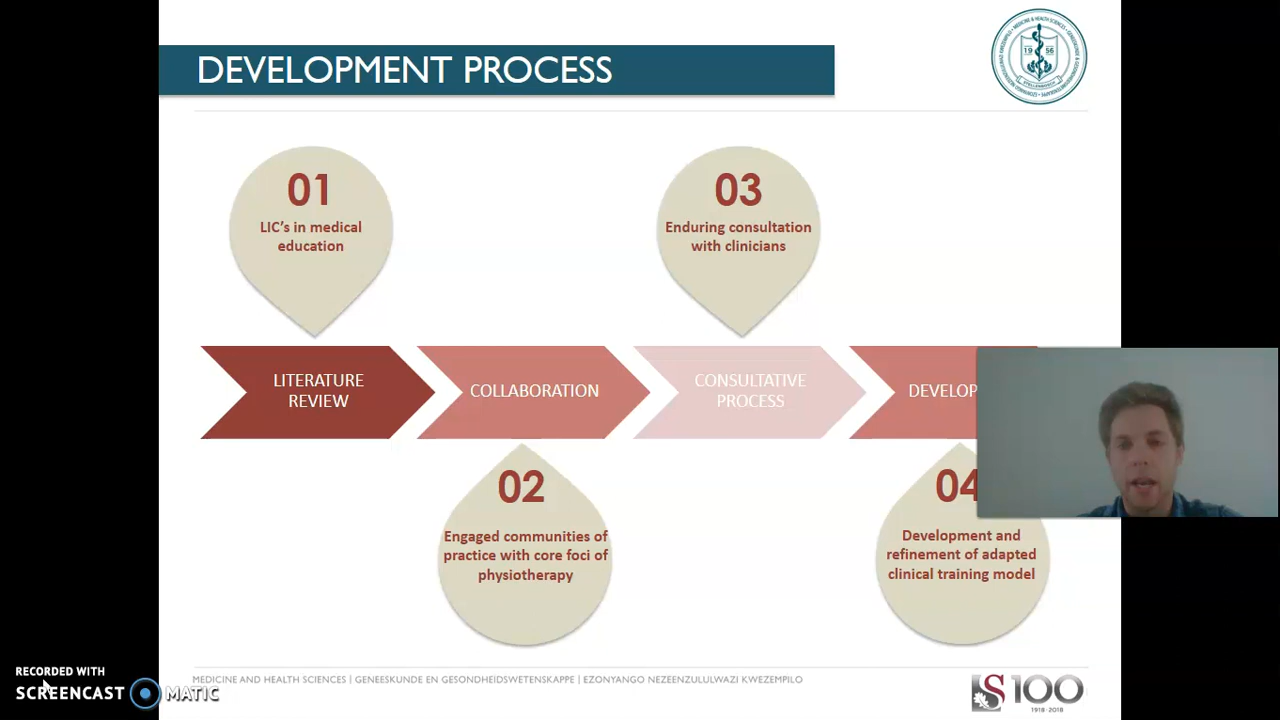 DEVELOPMENT PROCESS
1956
01
LIC's in medical
education
03
Enduring consultation
with clinicians
LITERATURE
REVIEW
COLLABORATION
CONSULTATIVE
PROCESS
DEVELOP
02
Engaged communities of
practice with core foci of
physiotherapy
04
Development and
refinement of adapted
clinical training model
RECORDED WITH
SCREENCAST MATIC
MEDICINE AND HEALTH SCIENCES | GENEESKUNDE EN GESONDHEIDSWETENSKAPPE | EZONYANGO NEZEENZULULWAZI KWEZEMPILO
S100
1918·2018